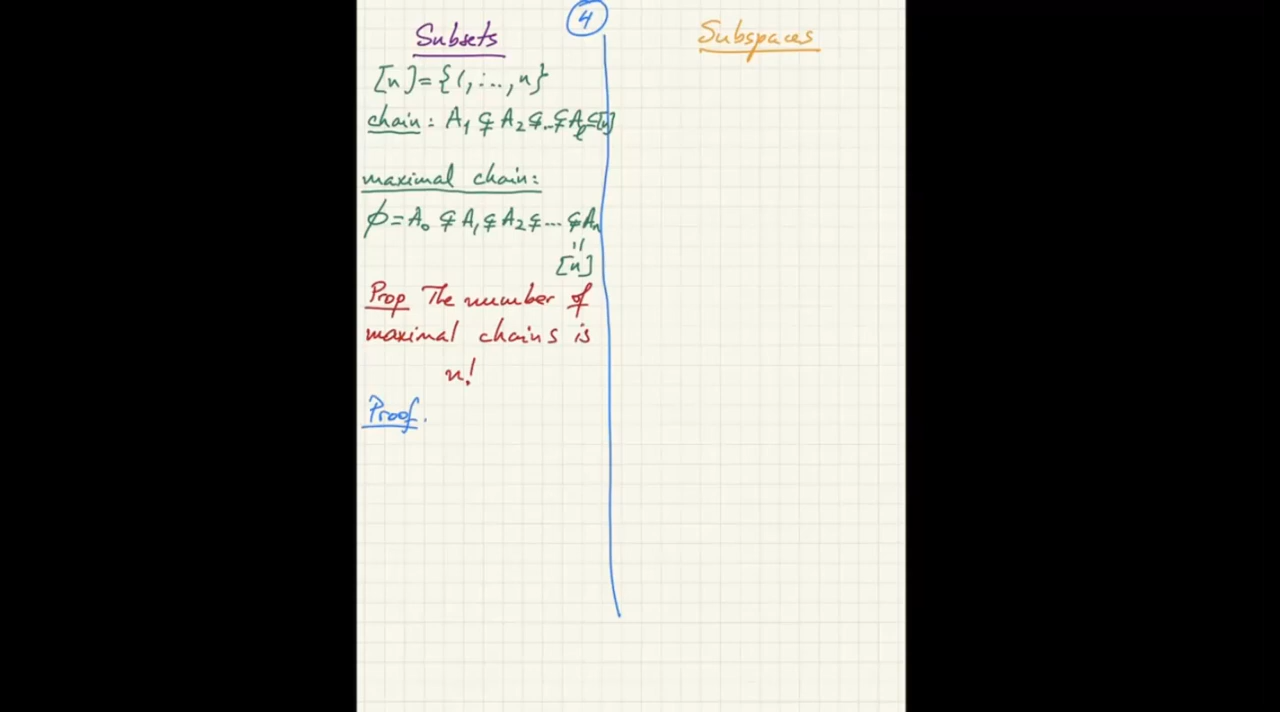 4
Subsets
[n]={1,...,n}
chain: A₁ ⊊ A₂ ⊊...⊊ A_ℓ ⊆ [n]
maximal chain:
∅=A₀ ⊊ A₁ ⊊ A₂ ⊊ ... ⊊ Aₙ
=
[n]
Prop The number of
maximal chains is
n!
Proof.
Subspaces